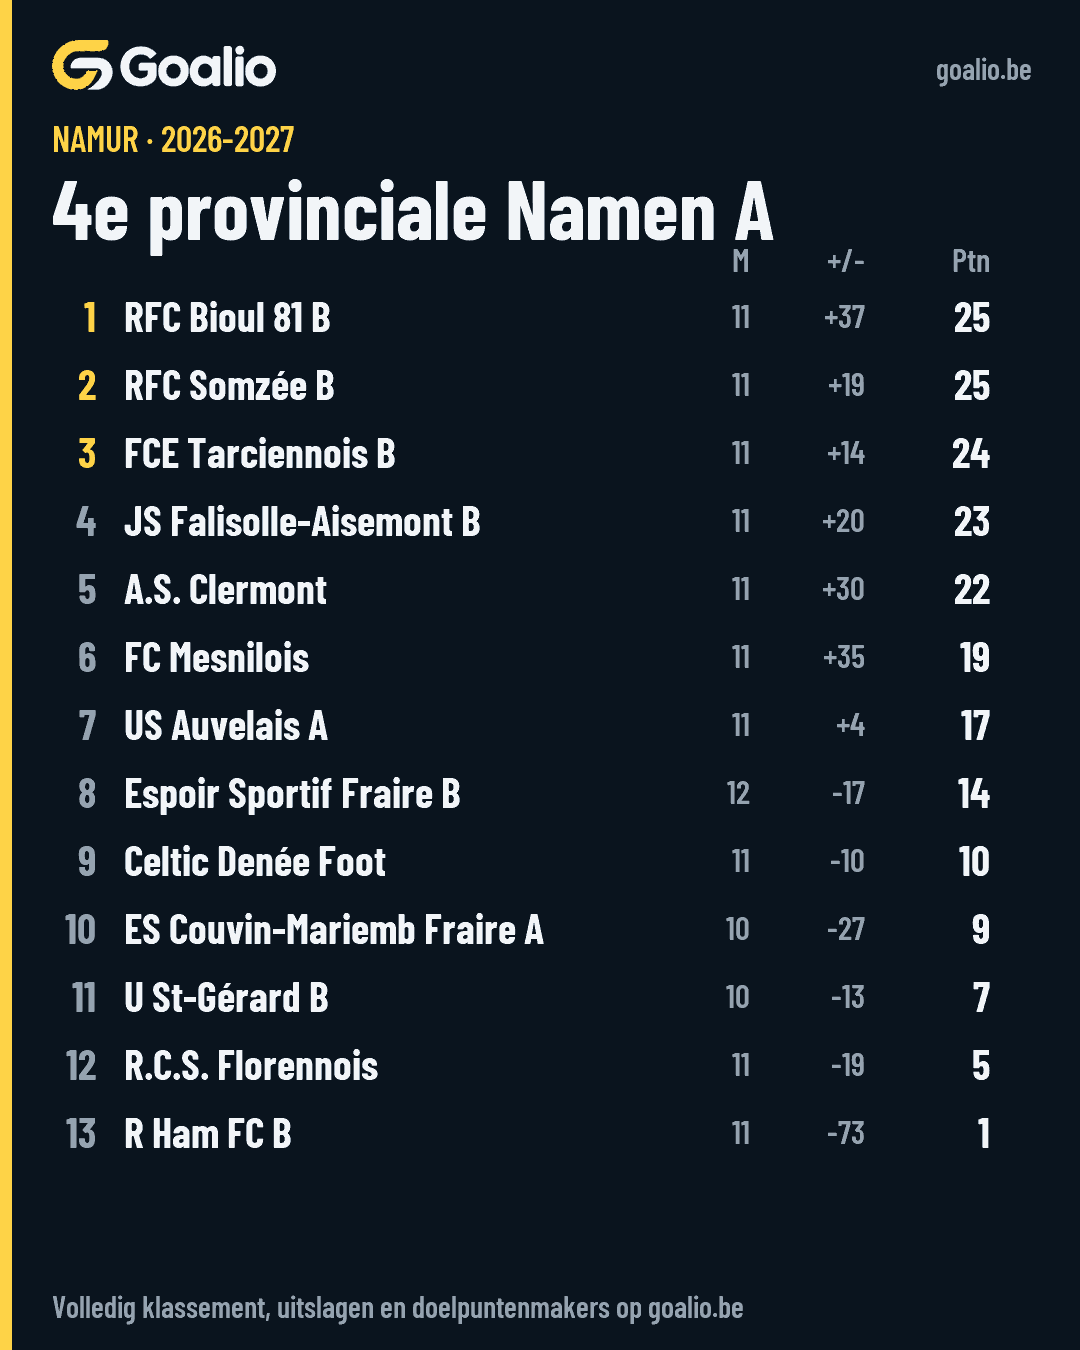 Goalio
goalio.be
NAMUR · 2026-2027
4e provinciale Namen A
M +/- Ptn
1 RFC Bioul 81 B 11 +37 25
2 RFC Somzée B 11 +19 25
3 FCE Tarciennois B 11 +14 24
4 JS Falisolle-Aisemont B 11 +20 23
5 A.S. Clermont 11 +30 22
6 FC Mesnilois 11 +35 19
7 US Auvelais A 11 +4 17
8 Espoir Sportif Fraire B 12 -17 14
9 Celtic Denée Foot 11 -10 10
10 ES Couvin-Mariemb Fraire A 10 -27 9
11 U St-Gérard B 10 -13 7
12 R.C.S. Florennois 11 -19 5
13 R Ham FC B 11 -73 1
Volledig klassement, uitslagen en doelpuntenmakers op goalio.be